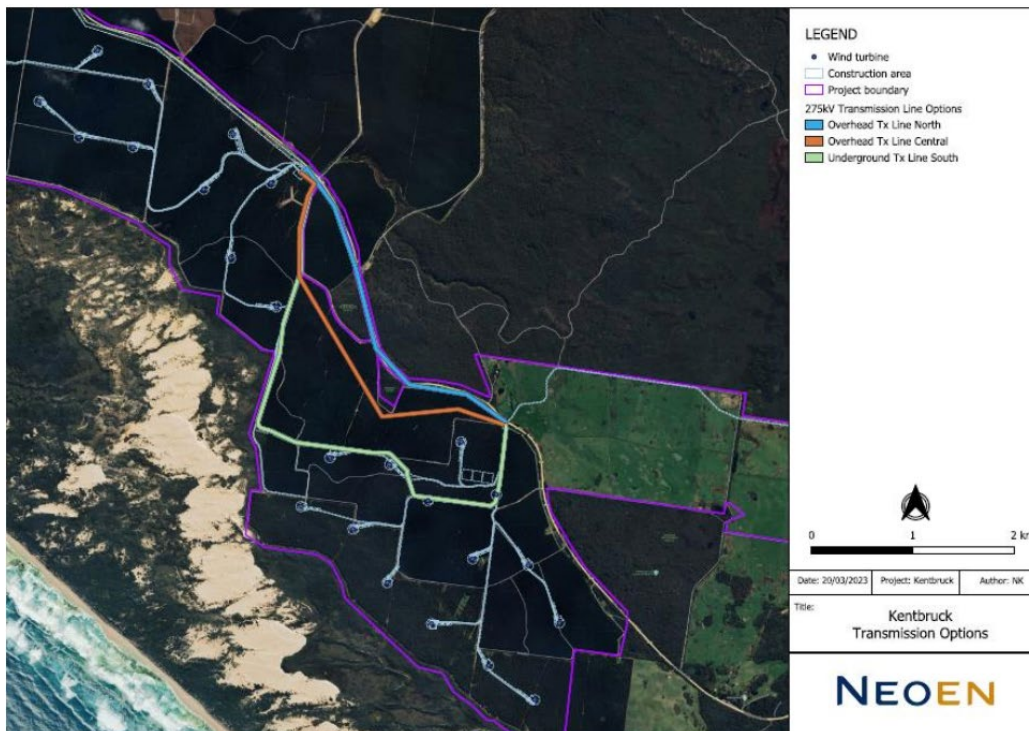 LEGEND
Wind turbine
Construction area
Project boundary
275kV Transmission Line Options
Overhead Tx Line North
Overhead Tx Line Central
Underground Tx Line South
0 1 2 km
Date: 20/03/2023 Project: Kentbruck Author: NK
Title:
Kentbruck
Transmission Options
NEOEN